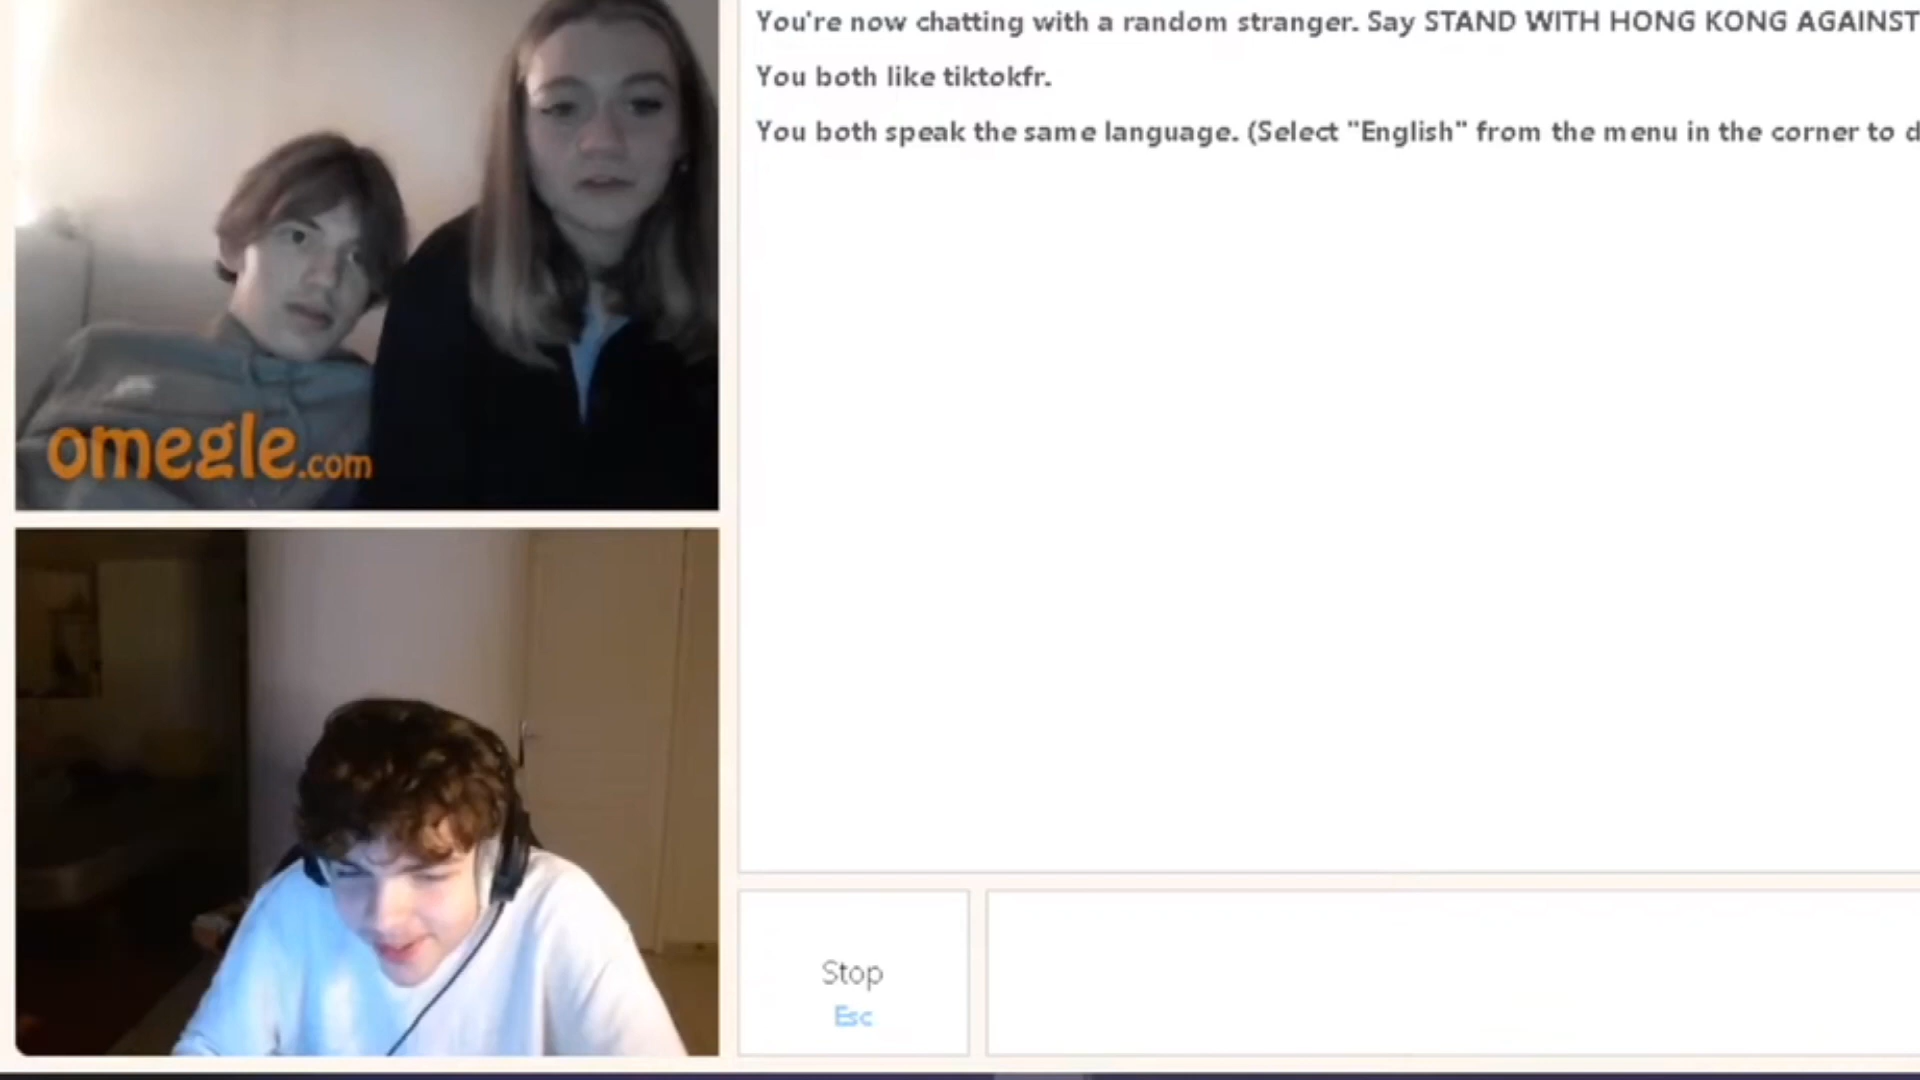 You're now chatting with a random stranger. Say STAND WITH HONG KONG AGAINST
You both like tiktokfr.
You both speak the same language. (Select "English" from the menu in the corner to d
omegle.com
Stop
Esc